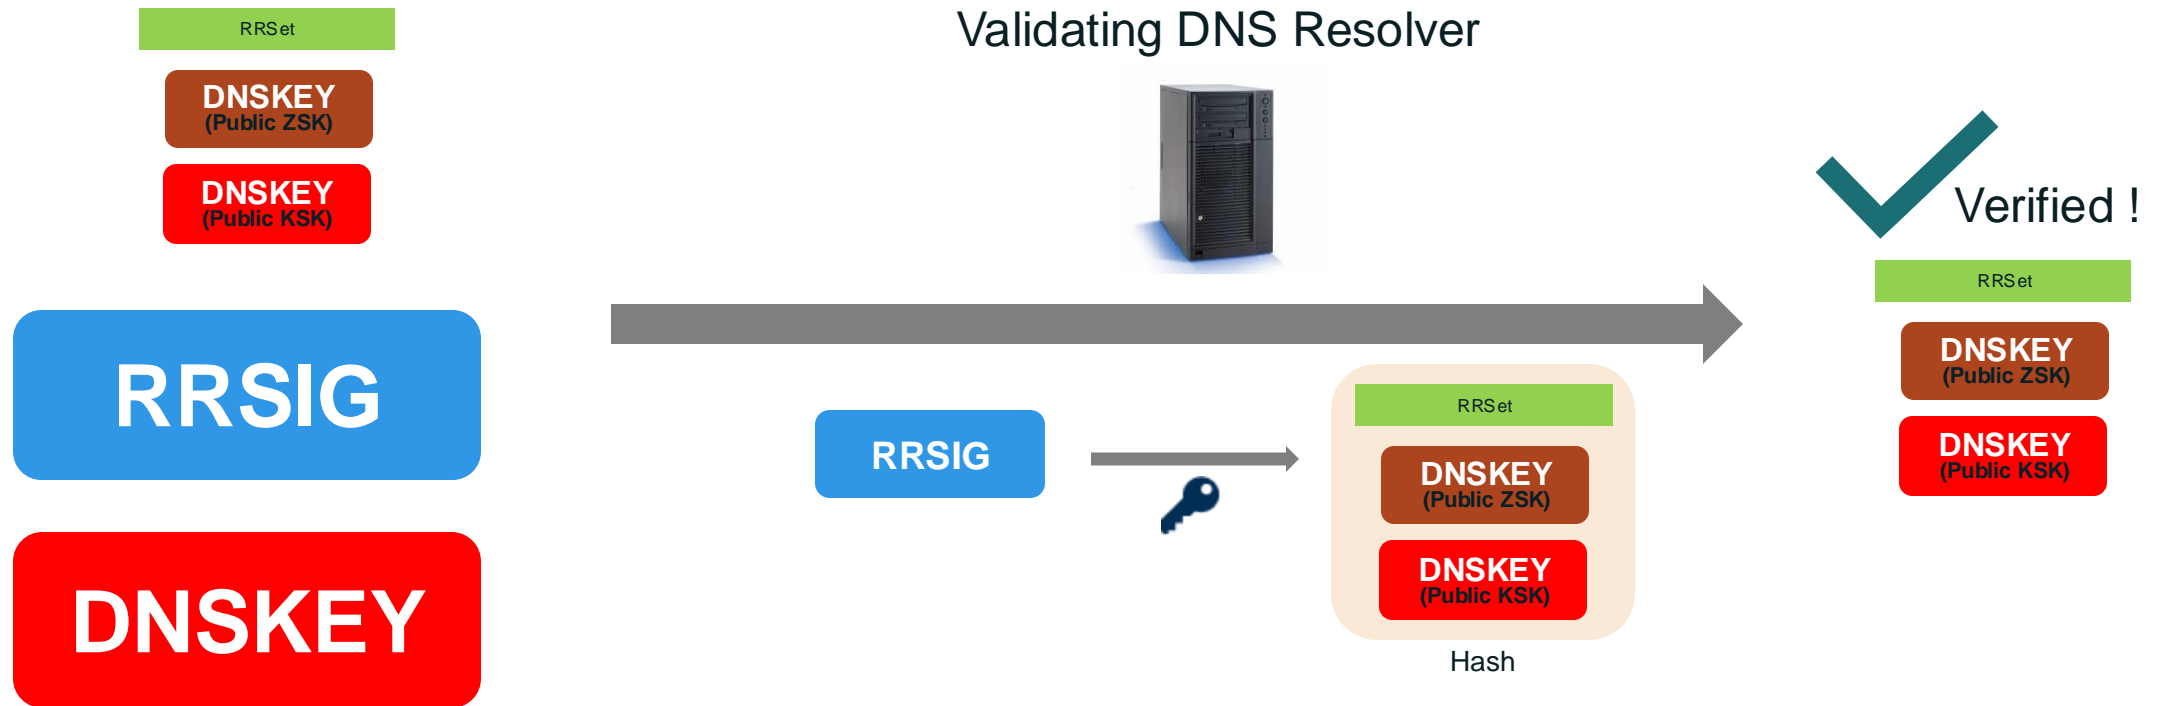 Validating DNS Resolver
RRSet
DNSKEY
(Public ZSK)
DNSKEY
(Public KSK)
RRSIG
DNSKEY
RRSIG
RRSet
DNSKEY
(Public ZSK)
DNSKEY
(Public KSK)
Hash
Verified !
RRSet
DNSKEY
(Public ZSK)
DNSKEY
(Public KSK)